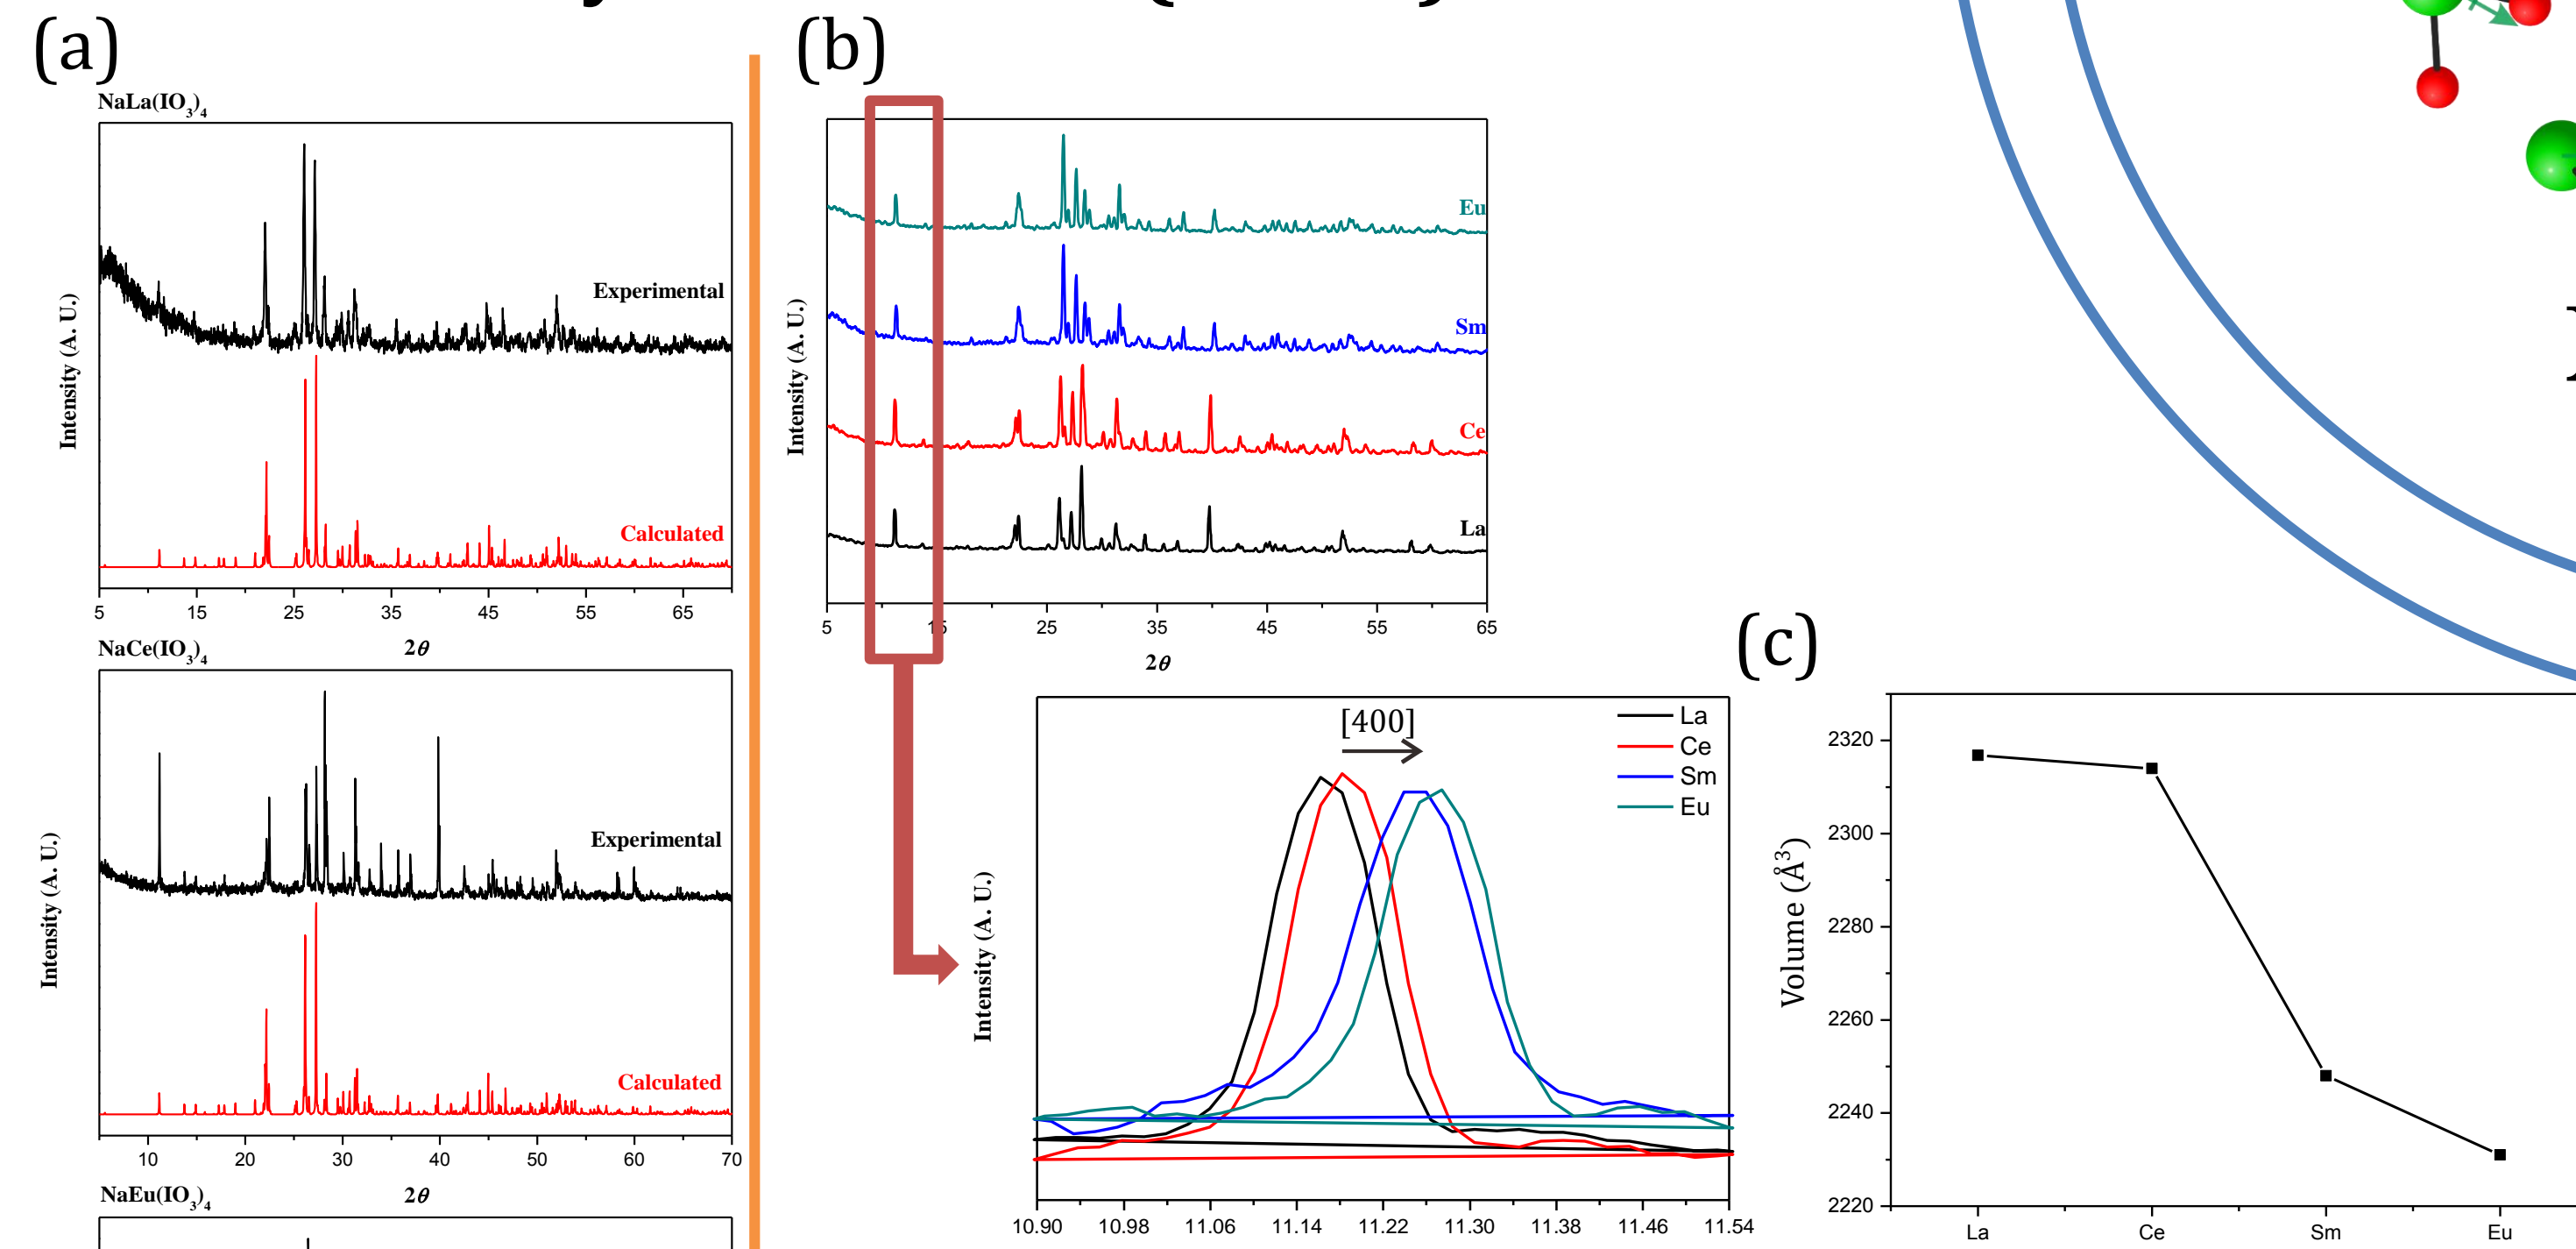 (a)
NaLa(IO3)4
Intensity (A. U.)
Experimental
Calculated
5 15 25 35 45 55 65
2θ
NaCe(IO3)4
Intensity (A. U.)
Experimental
Calculated
10 20 30 40 50 60 70
2θ
NaEu(IO3)4
(b)
Intensity (A. U.)
Eu
Sm
Ce
La
5 15 25 35 45 55 65
2θ
[400]
La
Ce
Sm
Eu
Intensity (A. U.)
10.90 10.98 11.06 11.14 11.22 11.30 11.38 11.46 11.54
(c)
Volume (Å3)
2320
2300
2280
2260
2240
2220
La Ce Sm Eu